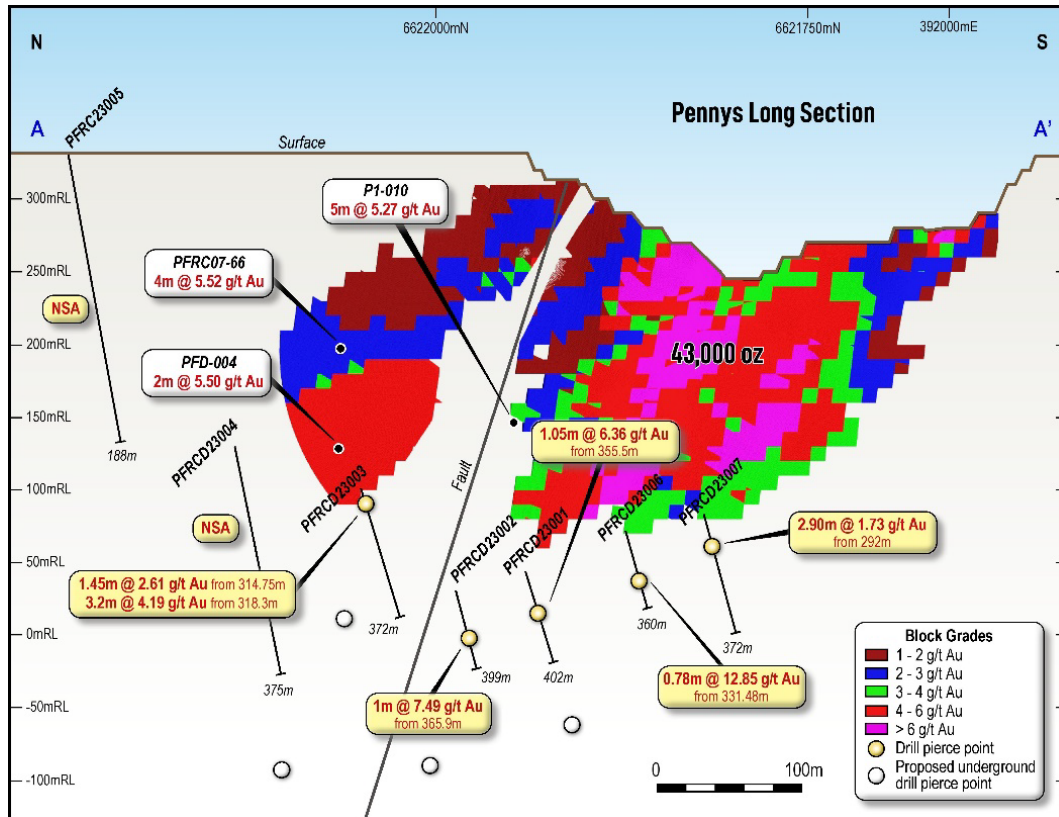 6622000mN
6621750mN
392000mE
N
S
Pennys Long Section
PFRC23005
A
A'
Surface
300mRL
250mRL
200mRL
150mRL
100mRL
50mRL
0mRL
-50mRL
-100mRL
P1-010
5m @ 5.27 g/t Au
PFRC07-66
4m @ 5.52 g/t Au
NSA
PFD-004
2m @ 5.50 g/t Au
43,000 oz
188m
PFRCD23004
NSA
375m
PFRCD23003
372m
Fault
1.05m @ 6.36 g/t Au
from 355.5m
PFRCD23002
399m
PFRCD23001
402m
PFRCD23006
360m
PFRCD23007
372m
2.90m @ 1.73 g/t Au
from 292m
1.45m @ 2.61 g/t Au from 314.75m
3.2m @ 4.19 g/t Au from 318.3m
1m @ 7.49 g/t Au
from 365.9m
0.78m @ 12.85 g/t Au
from 331.48m
0
100m
Block Grades
1 - 2 g/t Au
2 - 3 g/t Au
3 - 4 g/t Au
4 - 6 g/t Au
> 6 g/t Au
Drill pierce point
Proposed underground
drill pierce point